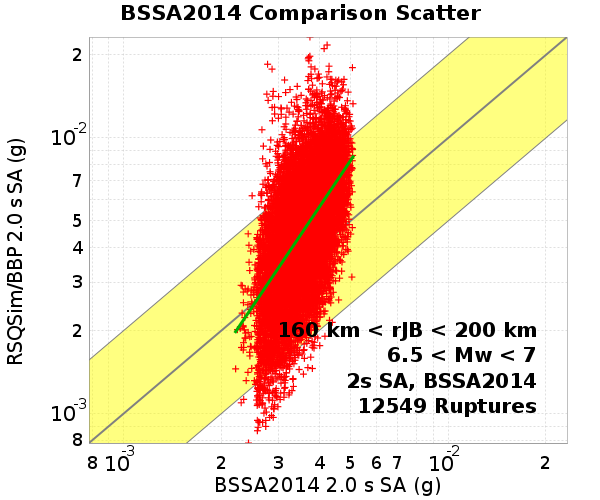 BSSA2014 Comparison Scatter
RSQSim/BBP 2.0 s SA (g)
2
10⁻²
7
5
4
3
2
10⁻³
8
160 km < rJB < 200 km
6.5 < Mw < 7
2s SA, BSSA2014
12549 Ruptures
8 10⁻³ 2 3 4 5 6 7 10⁻² 2
BSSA2014 2.0 s SA (g)